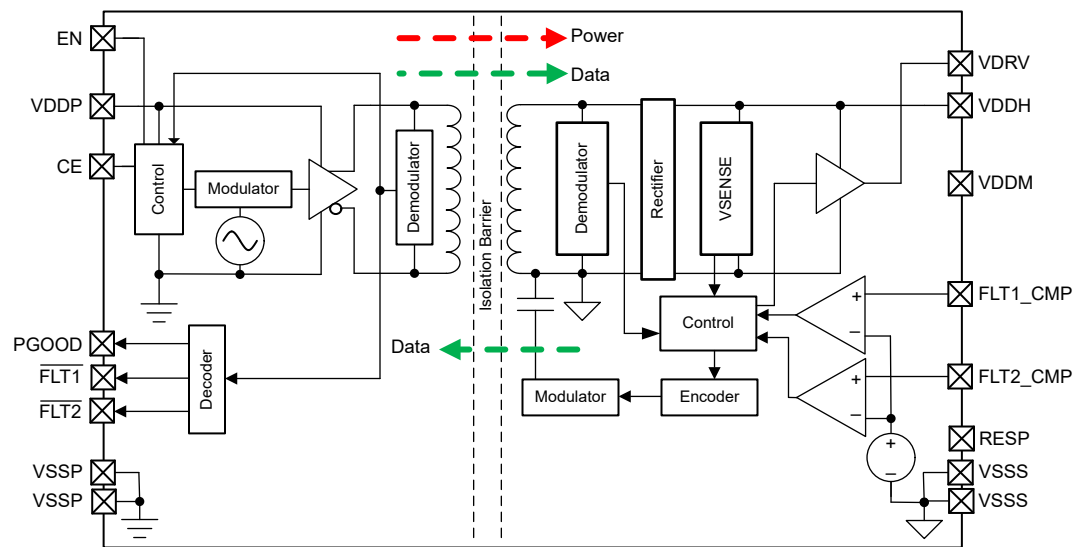 EN
VDDP
CE
Control
Modulator
Demodulator
PGOOD
FLT1
FLT2
Decoder
VSSP
VSSP
Isolation Barrier
Power
Data
Data
Demodulator
Rectifier
VSENSE
Control
Modulator
Encoder
+
−
+
−
+
−
VDRV
VDDH
VDDM
FLT1_CMP
FLT2_CMP
RESP
VSSS
VSSS